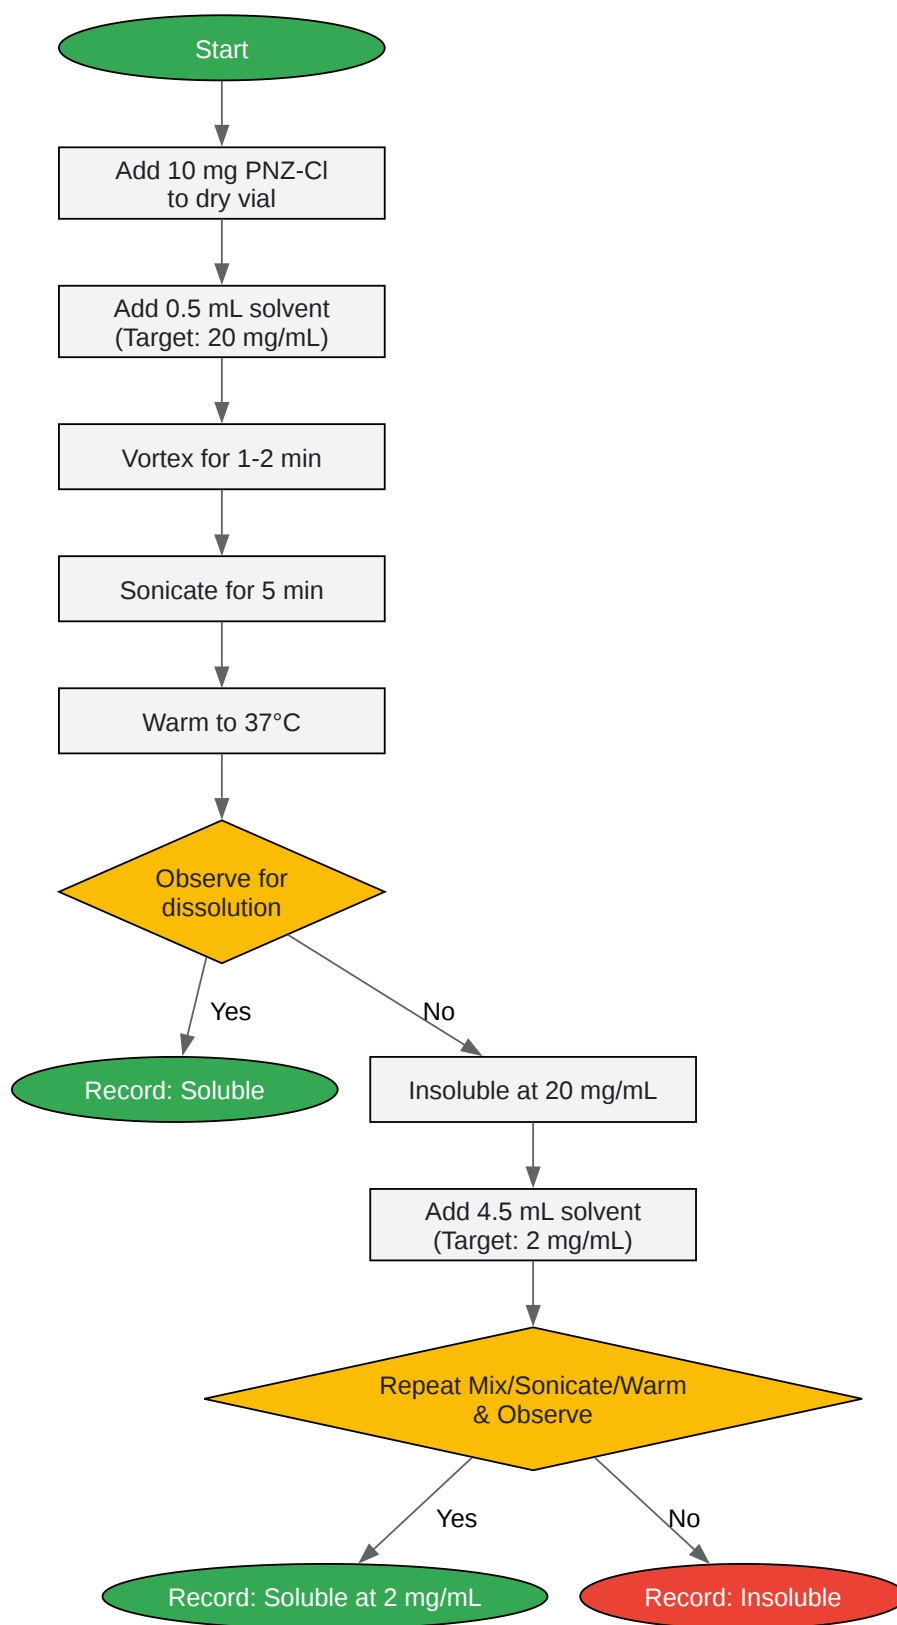 Start
Add 10 mg PNZ-Cl
to dry vial
Add 0.5 mL solvent
(Target: 20 mg/mL)
Vortex for 1-2 min
Sonicate for 5 min
Warm to 37°C
Observe for
dissolution
Yes
No
Record: Soluble
Insoluble at 20 mg/mL
Add 4.5 mL solvent
(Target: 2 mg/mL)
Repeat Mix/Sonicate/Warm
& Observe
Yes
No
Record: Soluble at 2 mg/mL
Record: Insoluble